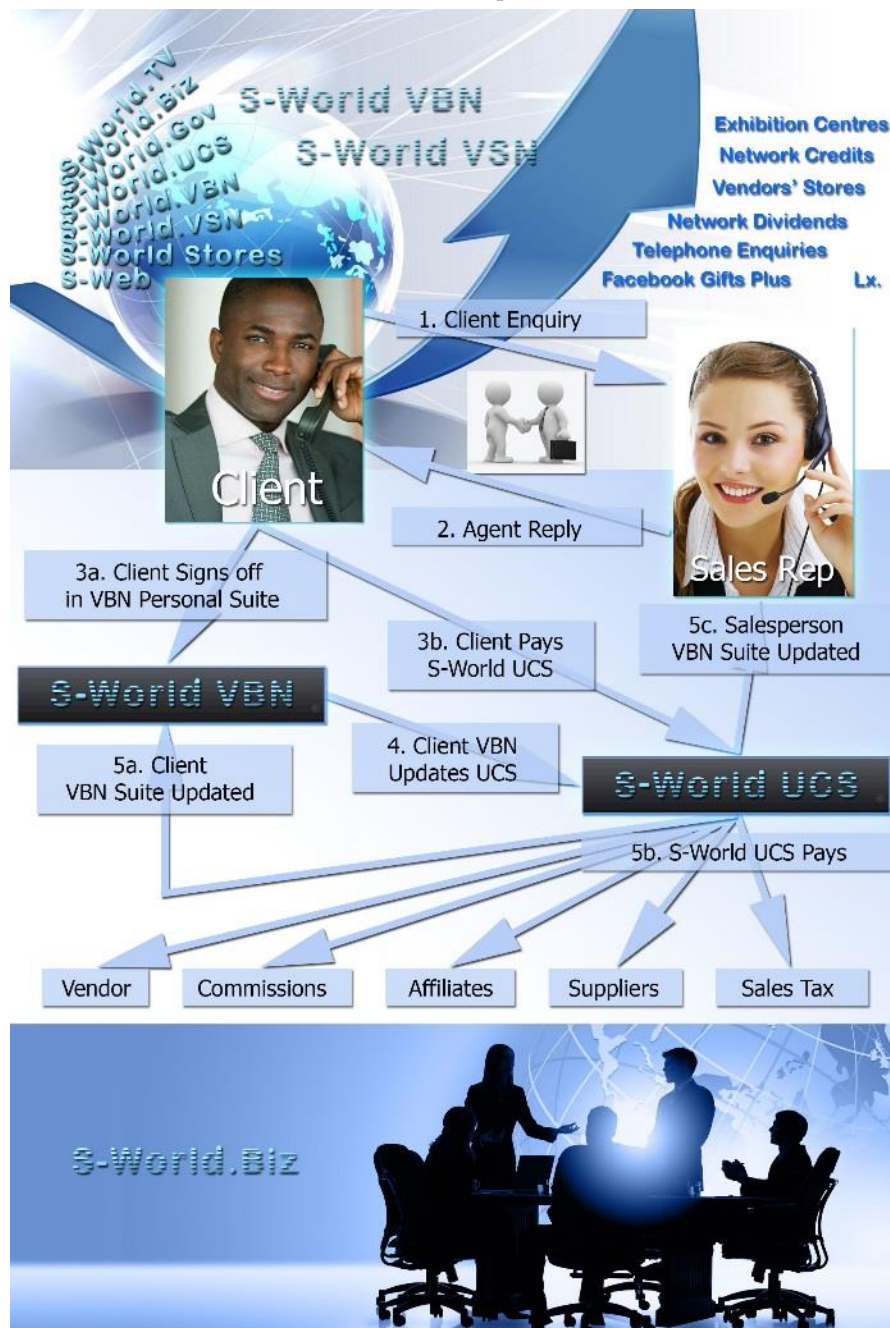 S-World.TV
S-World.Biz
S-World.Gov
S-World.UCS
S-World.VBN
S-World.VSN
S-World Stores
S-Web
S-World VBN
S-World VSN
Exhibition Centres
Network Credits
Vendors' Stores
Network Dividends
Telephone Enquiries
Facebook Gifts Plus
Lx.
1. Client Enquiry
Client
2. Agent Reply
Sales Rep
3a. Client Signs off
in VBN Personal Suite
3b. Client Pays
S-World UCS
5c. Salesperson
VBN Suite Updated
S-World VBN
4. Client VBN
Updates UCS
5a. Client
VBN Suite Updated
S-World UCS
5b. S-World UCS Pays
Vendor
Commissions
Affiliates
Suppliers
Sales Tax
S-World.Biz